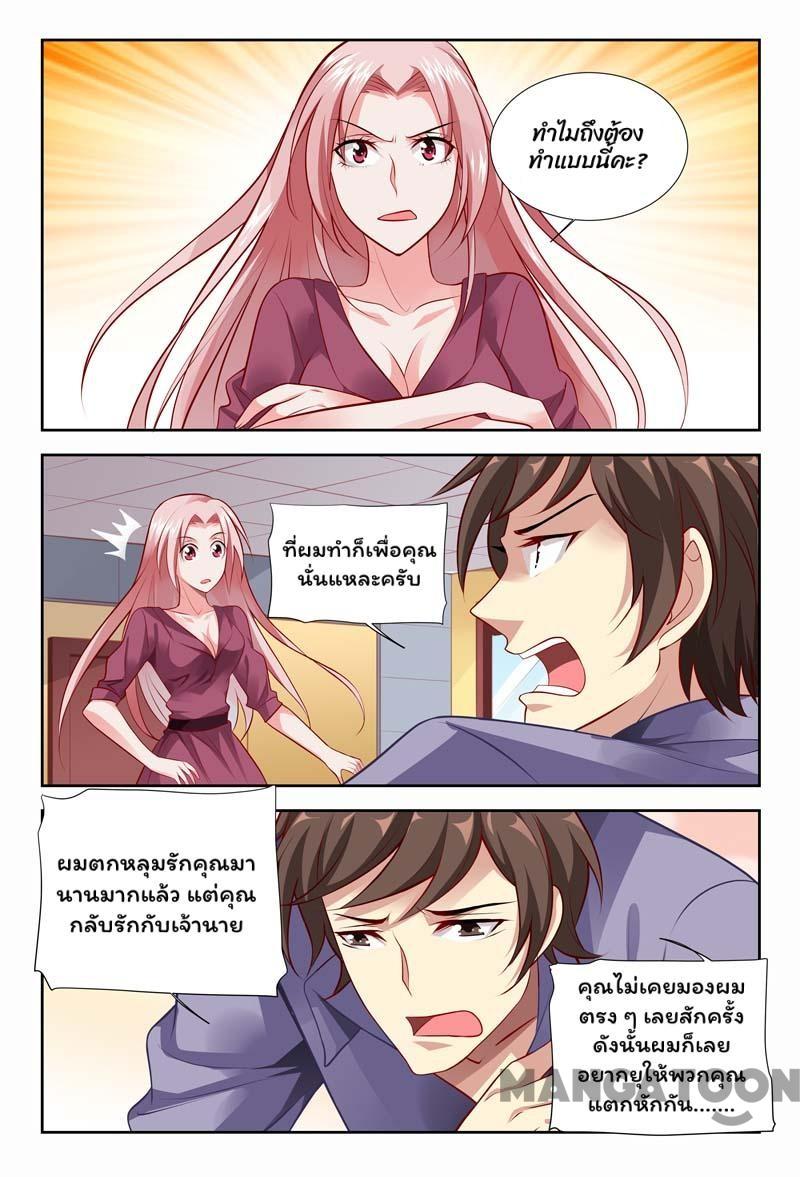 ทำไมถึงต้อง
ทำแบบนี้คะ?
ที่ผมทำก็เพื่อคุณ
นั่นแหละครับ
ผมตกหลุมรักคุณมา
นานมากแล้ว แต่คุณ
กลับรักกับเจ้านาย
คุณไม่เคยมองผม
ตรง ๆ เลยสักครั้ง
ดังนั้นผมก็เลย
อยากยุให้พวกคุณ
แตกหักกัน.......
MANGATOON